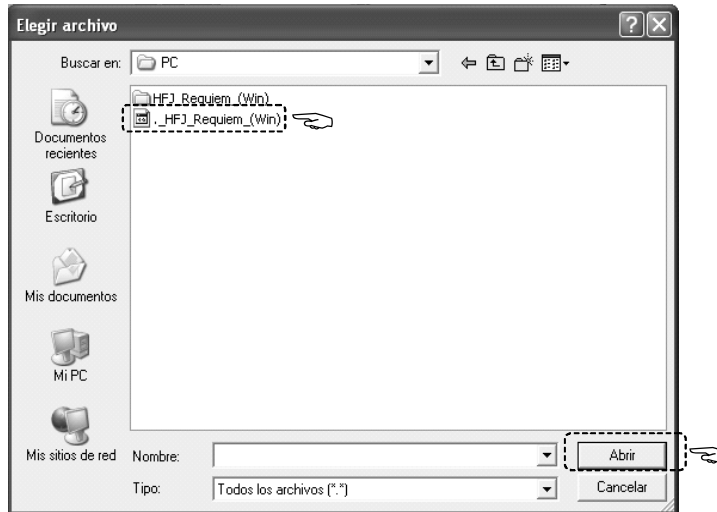 Elegir archivo
Buscar en: PC
HFJ_Requiem_(Win)
._HFJ_Requiem_(Win)
Documentos
recientes
Escritorio
Mis documentos
Mi PC
Mis sitios de red
Nombre:
Abrir
Tipo: Todos los archivos (*.*)
Cancelar